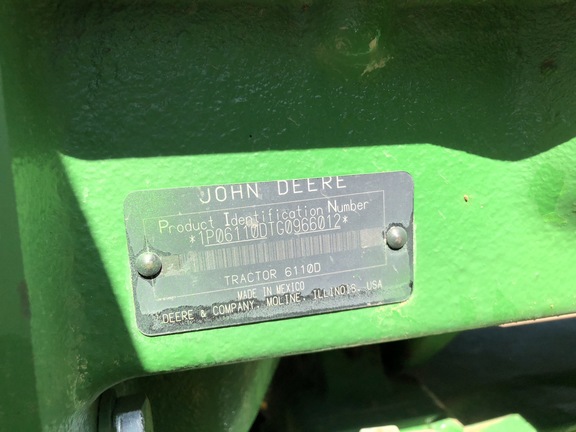 JOHN DEERE
Product Identification Number
*1P06110DTG0966012*
TRACTOR 6110D
MADE IN MEXICO
DEERE & COMPANY, MOLINE, ILLINOIS, USA